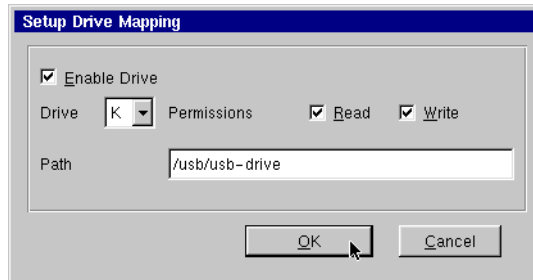 Setup Drive Mapping
Enable Drive
Drive K Permissions Read Write
Path /usb/usb-drive
OK Cancel